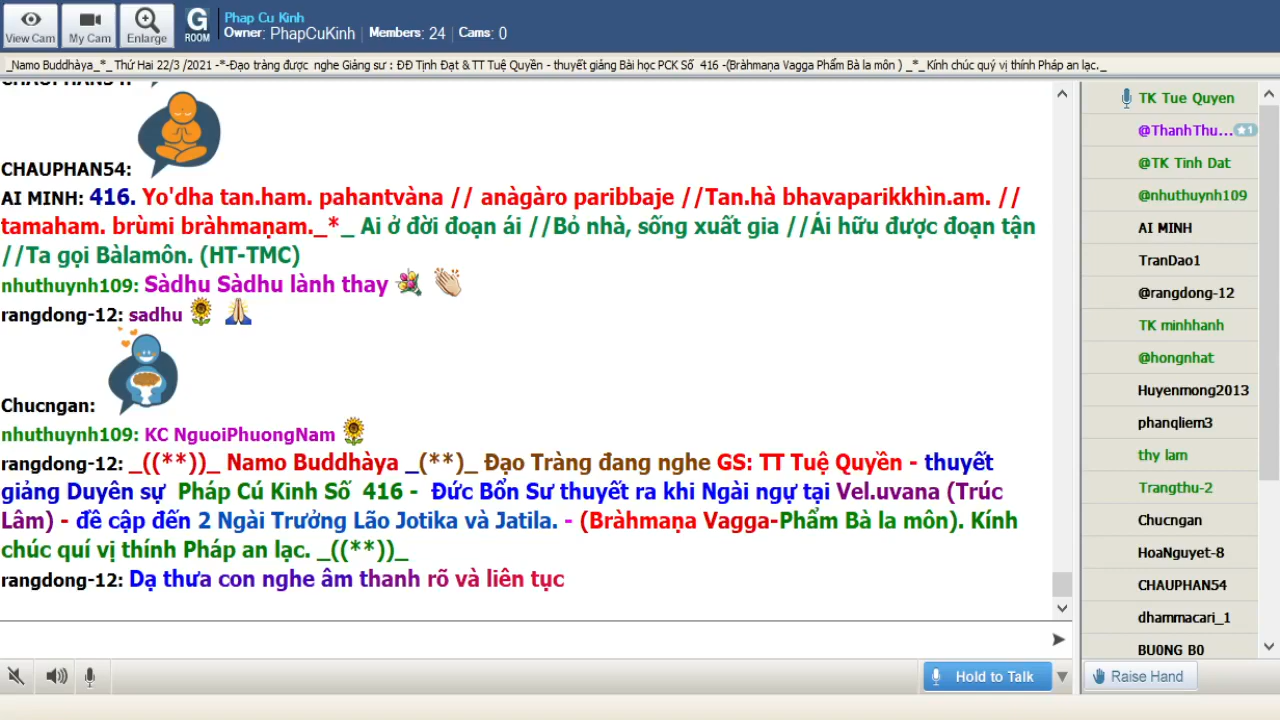 View Cam
My Cam
Enlarge
G
ROOM
Phap Cu Kinh
Owner: PhapCuKinh | Members: 24 | Cams: 0
_Namo Buddhàya_*_ Thứ Hai 22/3 /2021 -*-Đạo tràng được nghe Giảng sư : ĐĐ Tịnh Đạt & TT Tuệ Quyền - thuyết giảng Bài học PCK Số 416 -(Bràhmaṇa Vagga Phẩm Bà la môn ) _*_ Kính chúc quý vị thính Pháp an lạc._
CHAUPHAN54:
CHAUPHAN54:
AI MINH: 416. Yo'dha tan.ham. pahantvàna // anàgàro paribbaje //Tan.hà bhavaparikkhìn.am. //
tamaham. brùmi bràhmaṇam._*_ Ai ở đời đoạn ái //Bỏ nhà, sống xuất gia //Ái hữu được đoạn tận
//Ta gọi Bàlamôn. (HT-TMC)
nhuthuynh109: Sàdhu Sàdhu lành thay
rangdong-12: sadhu
Chucngan:
nhuthuynh109: KC NguoiPhuongNam
rangdong-12: _((**))_ Namo Buddhàya _(**)_ Đạo Tràng đang nghe GS: TT Tuệ Quyền - thuyết
giảng Duyên sự Pháp Cú Kinh Số 416 - Đức Bổn Sư thuyết ra khi Ngài ngự tại Vel.uvana (Trúc
Lâm) - đề cập đến 2 Ngài Trưởng Lão Jotika và Jatila. - (Bràhmaṇa Vagga-Phẩm Bà la môn). Kính
chúc quí vị thính Pháp an lạc. _((**))_
rangdong-12: Dạ thưa con nghe âm thanh rõ và liên tục
Hold to Talk
TK Tue Quyen
@ThanhThu... ★1
@TK Tinh Dat
@nhuthuynh109
AI MINH
TranDao1
@rangdong-12
TK minhhanh
@hongnhat
Huyenmong2013
phanqliem3
thy lam
Trangthu-2
Chucngan
HoaNguyet-8
CHAUPHAN54
dhammacari_1
BU0NG B0
Raise Hand